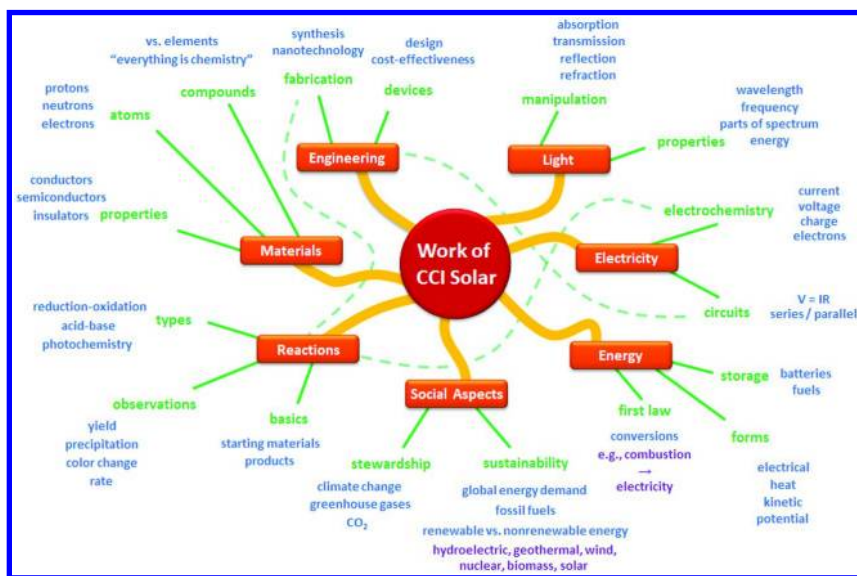 vs. elements
“everything is chemistry”
compounds
protons
neutrons
electrons
atoms
conductors
semiconductors
insulators
properties
Materials
synthesis
nanotechnology
fabrication
design
cost-effectiveness
devices
Engineering
absorption
transmission
reflection
refraction
manipulation
wavelength
frequency
parts of spectrum
energy
properties
Light
Work of
CCI Solar
electrochemistry
current
voltage
charge
electrons
Electricity
circuits
V = IR
series / parallel
reduction-oxidation
acid-base
photochemistry
types
Reactions
observations
yield
precipitation
color change
rate
basics
starting materials
products
Social Aspects
stewardship
climate change
greenhouse gases
CO₂
sustainability
global energy demand
fossil fuels
renewable vs. nonrenewable energy
hydroelectric, geothermal, wind,
nuclear, biomass, solar
Energy
first law
conversions
e.g., combustion
→
electricity
storage
batteries
fuels
forms
electrical
heat
kinetic
potential